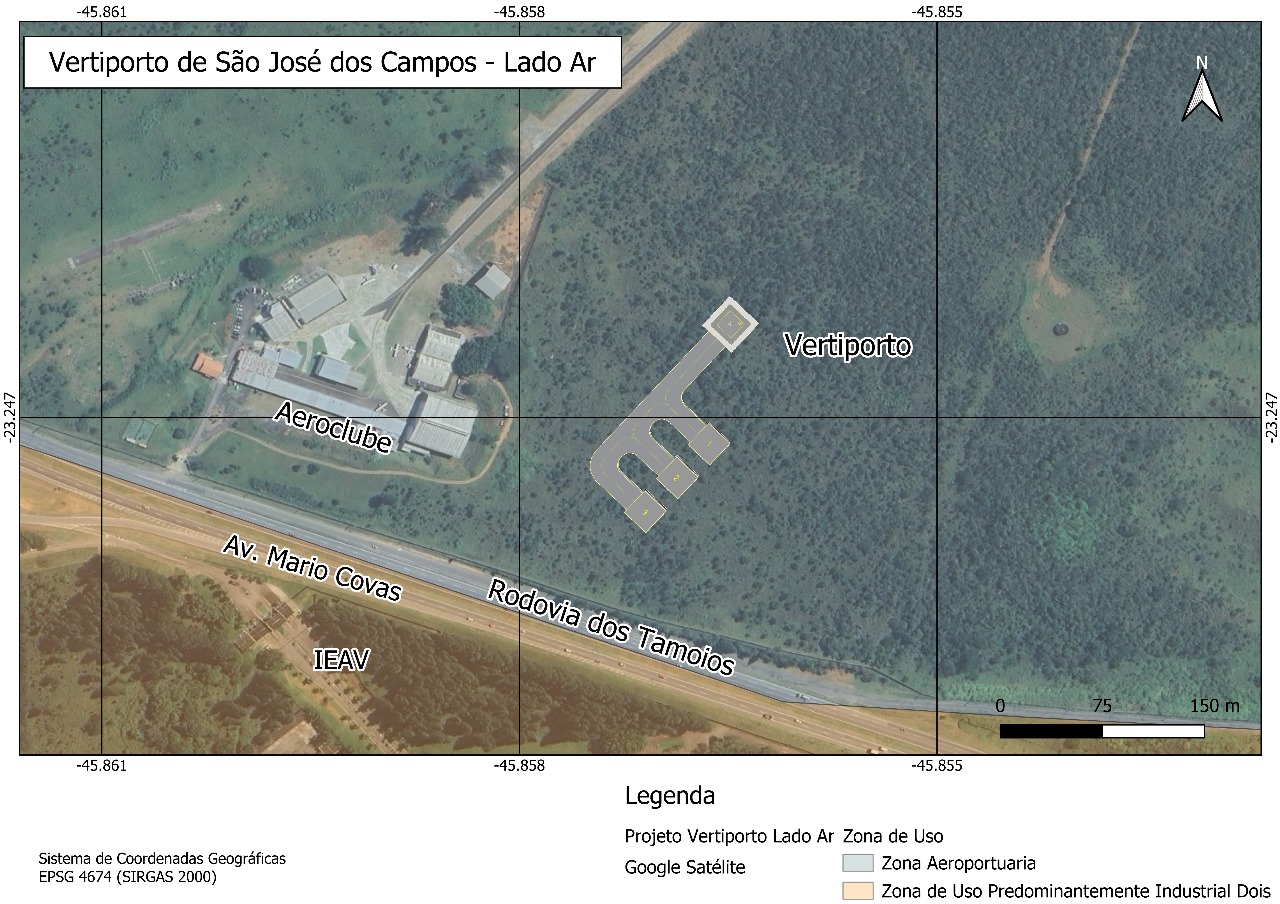 -45.861 -45.858 -45.855
Vertiporto de São José dos Campos - Lado Ar
N
Vertiporto
-23.247 -23.247
Aeroclube
1
2
3
Av. Mario Covas
Rodovia dos Tamoios
IEAV
0 75 150 m
-45.861 -45.858 -45.855
Legenda
Projeto Vertiporto Lado Ar Zona de Uso
Google Satélite
Zona Aeroportuaria
Zona de Uso Predominantemente Industrial Dois
Sistema de Coordenadas Geográficas
EPSG 4674 (SIRGAS 2000)